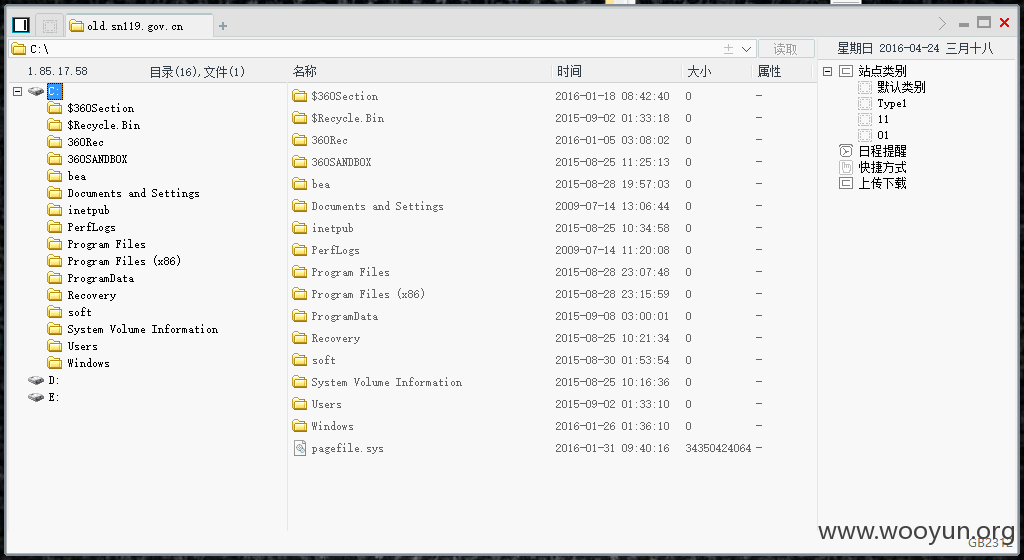 old.sn119.gov.cn
C:\
读取
星期日 2016-04-24 三月十八
1.85.17.58 目录(16),文件(1)
名称 时间 大小 属性
C:
$360Section
$Recycle.Bin
360Rec
360SANDBOX
bea
Documents and Settings
inetpub
PerfLogs
Program Files
Program Files (x86)
ProgramData
Recovery
soft
System Volume Information
Users
Windows
D:
E:
$360Section 2016-01-18 08:42:40 0 -
$Recycle.Bin 2015-09-02 01:33:18 0 -
360Rec 2016-01-05 03:08:02 0 -
360SANDBOX 2015-08-25 11:25:13 0 -
bea 2015-08-28 19:57:03 0 -
Documents and Settings 2009-07-14 13:06:44 0 -
inetpub 2015-08-25 10:34:58 0 -
PerfLogs 2009-07-14 11:20:08 0 -
Program Files 2015-08-28 23:07:48 0 -
Program Files (x86) 2015-08-28 23:15:59 0 -
ProgramData 2015-09-08 03:00:01 0 -
Recovery 2015-08-25 10:21:34 0 -
soft 2015-08-30 01:53:54 0 -
System Volume Information 2015-08-25 10:16:36 0 -
Users 2015-09-02 01:33:10 0 -
Windows 2016-01-26 01:36:10 0 -
pagefile.sys 2016-01-31 09:40:16 34350424064 -
站点类别
默认类别
Type1
11
01
日程提醒
快捷方式
上传下载
www.wooyun.org
GB2312